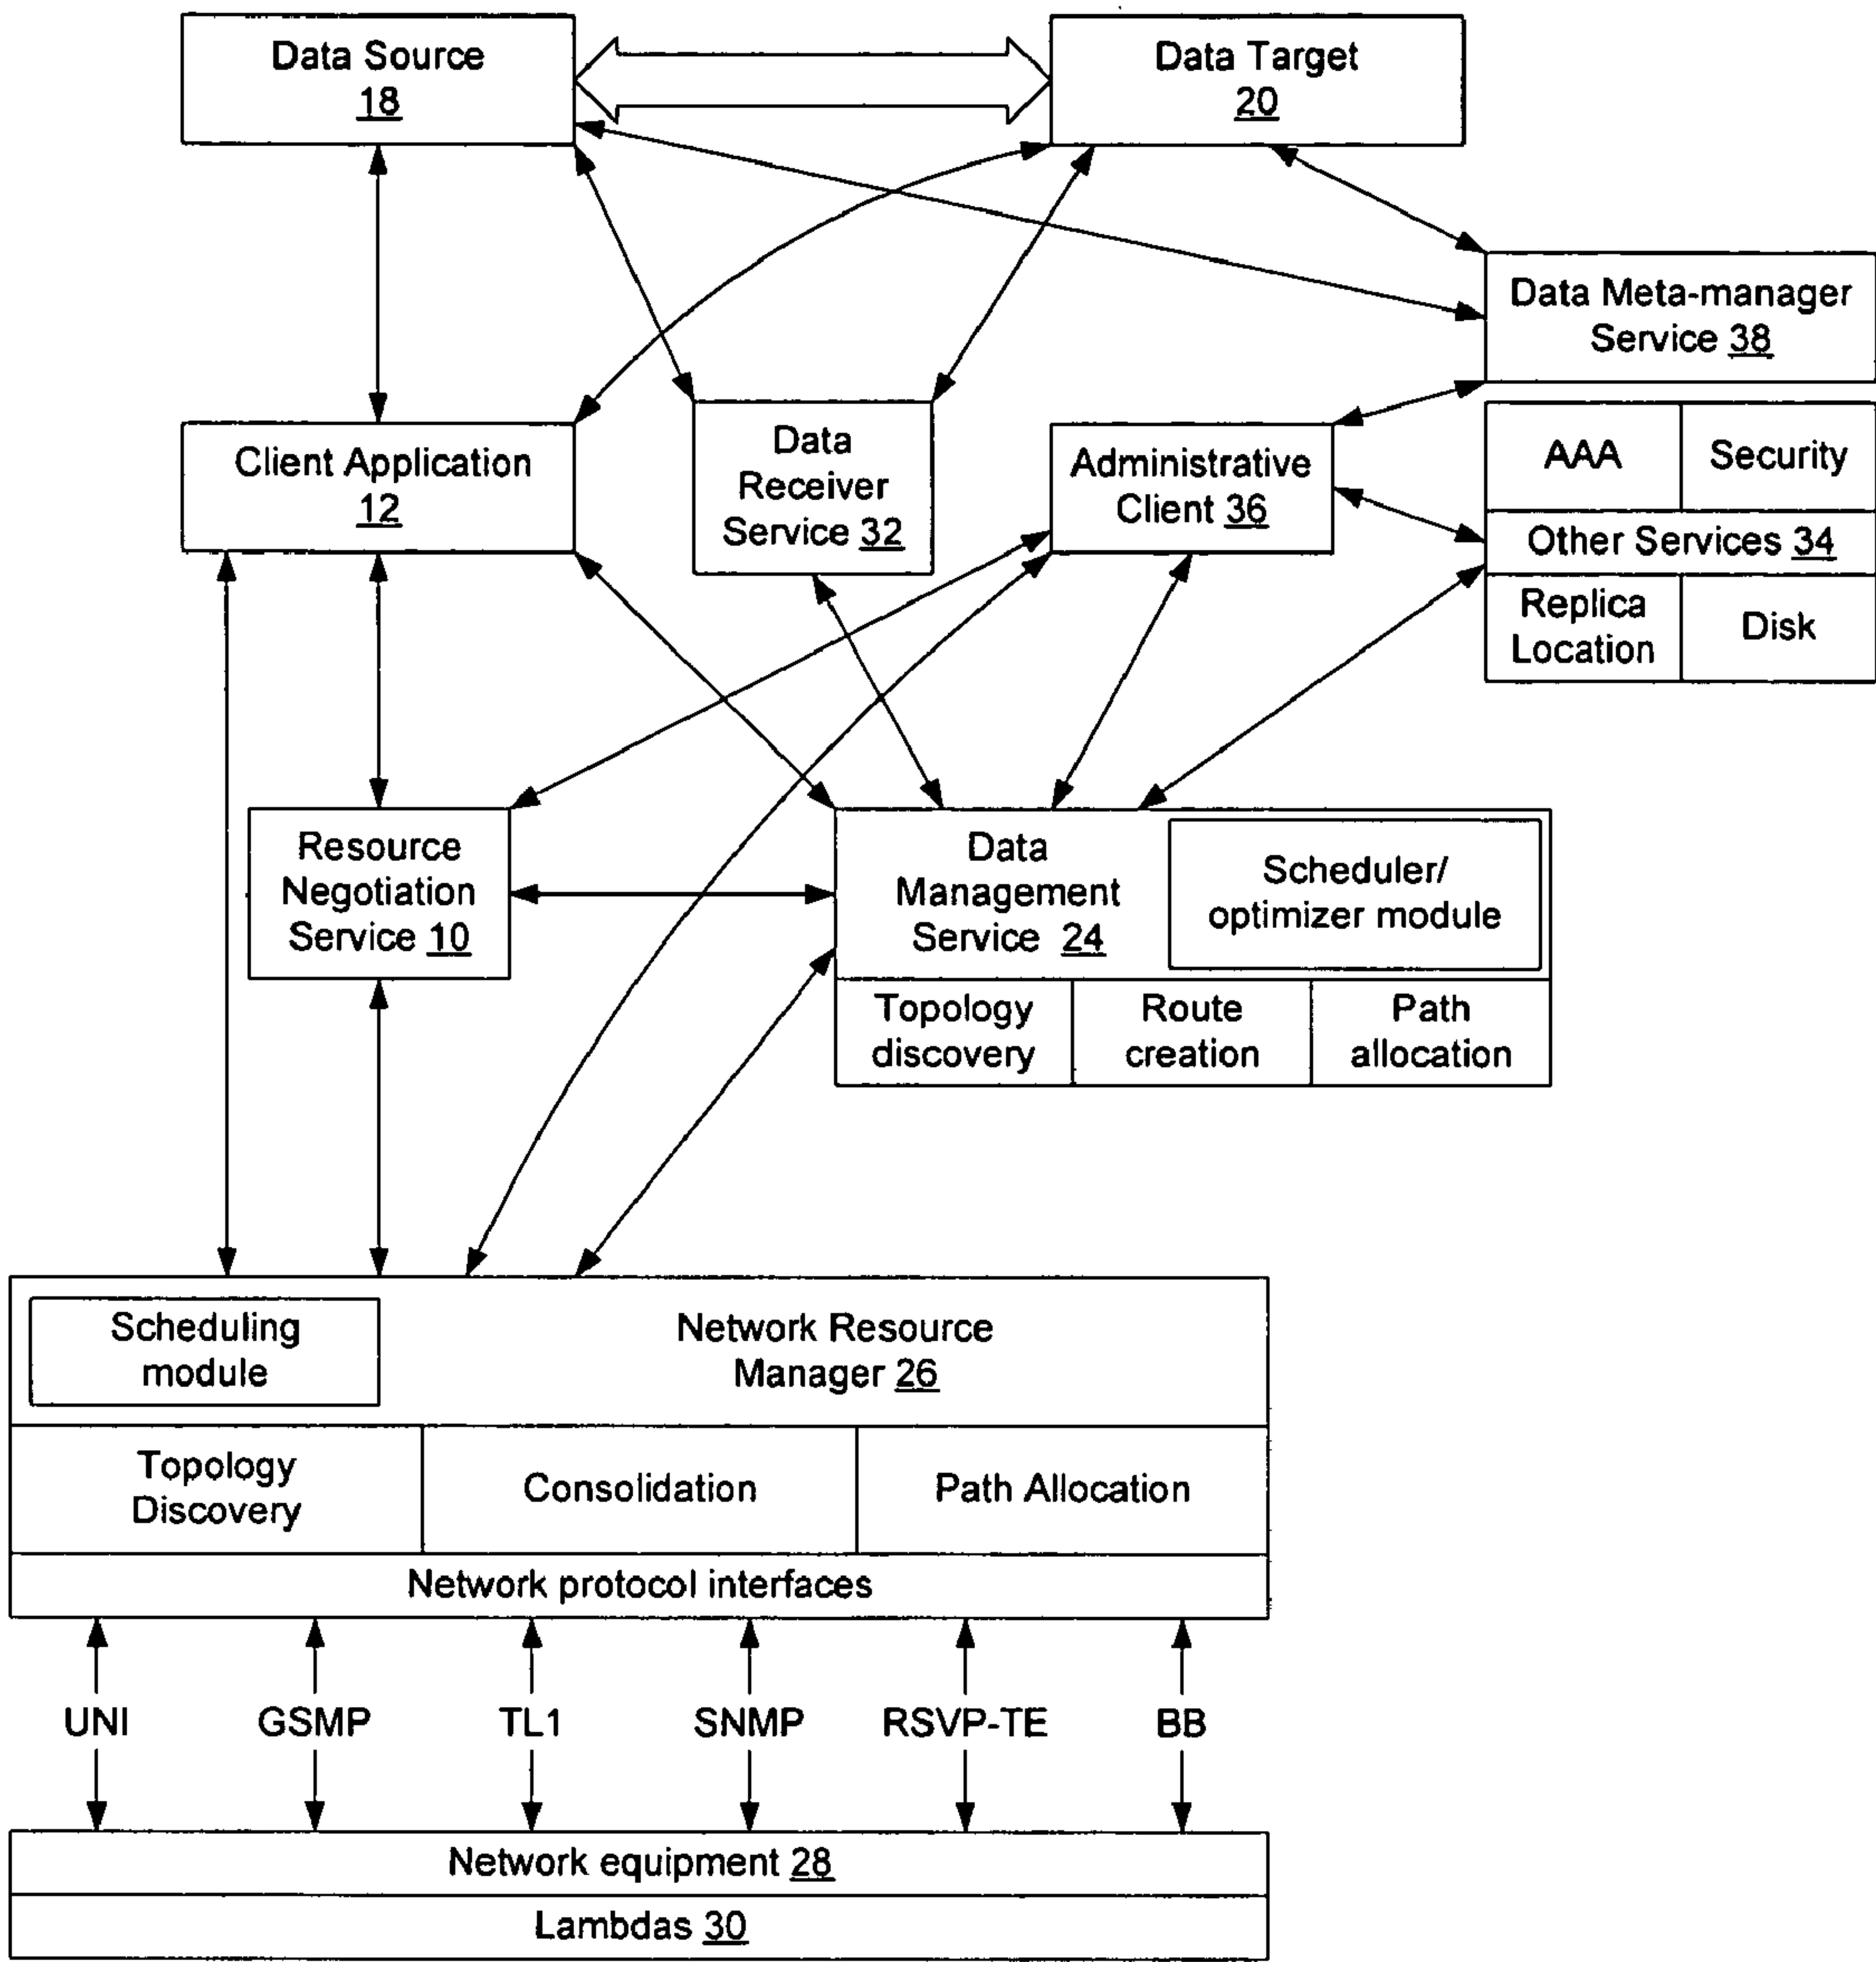 Data Source
18
Data Target
20
Data Meta-manager
Service 38
Client Application
12
Data
Receiver
Service 32
Administrative
Client 36
AAA
Security
Other Services 34
Replica
Location
Disk
Resource
Negotiation
Service 10
Data
Management
Service 24
Scheduler/
optimizer module
Topology
discovery
Route
creation
Path
allocation
Scheduling
module
Network Resource
Manager 26
Topology
Discovery
Consolidation
Path Allocation
Network protocol interfaces
UNI
GSMP
TL1
SNMP
RSVP-TE
BB
Network equipment 28
Lambdas 30